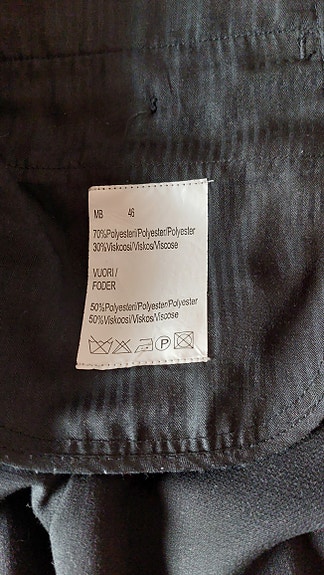 MB 46
70%Polyesteri/Polyester/Polyester
30%Viskoosi/Viskos/Viscose
VUORI/
FODER
50%Polyesteri/Polyester/Polyester
50%Viskoosi/Viskos/Viscose
P